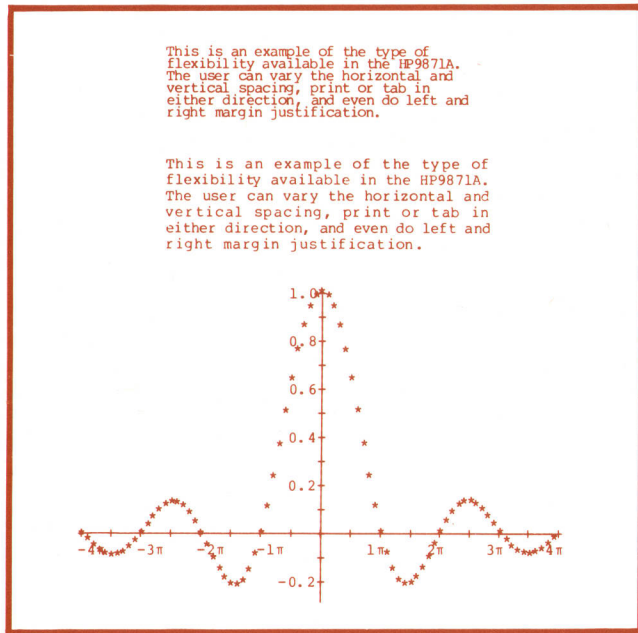 This is an example of the type of
flexibility available in the HP9871A.
The user can vary the horizontal and
vertical spacing, print or tab in
either direction, and even do left and
right margin justification.
This is an example of the type of
flexibility available in the HP9871A.
The user can vary the horizontal and
vertical spacing, print or tab in
either direction, and even do left and
right margin justification.
1.0
0.8
0.6
0.4
0.2
-4 -3π -2π -1π 1π 2π 3π 4π
-0.2